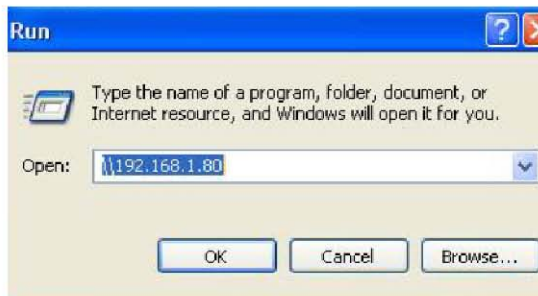 Run
Type the name of a program, folder, document, or
Internet resource, and Windows will open it for you.
Open: \\192.168.1.80
OK Cancel Browse...